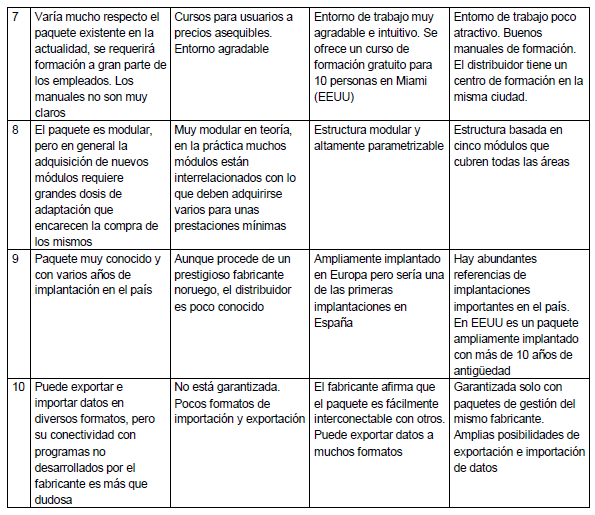 7
Varía mucho respecto el
paquete existente en la
actualidad, se requerirá
formación a gran parte de
los empleados. Los
manuales no son muy
claros
Cursos para usuarios a
precios asequibles.
Entorno agradable
Entorno de trabajo muy
agradable e intuitivo. Se
ofrece un curso de
formación gratuito para
10 personas en Miami
(EEUU)
Entorno de trabajo poco
atractivo. Buenos
manuales de formación.
El distribuidor tiene un
centro de formación en la
misma ciudad.
8
El paquete es modular,
pero en general la
adquisición de nuevos
módulos requiere
grandes dosis de
adaptación que
encarecen la compra de
los mismos
Muy modular en teoría,
en la práctica muchos
módulos están
interrelacionados con lo
que deben adquirirse
varios para unas
prestaciones mínimas
Estructura modular y
altamente parametrizable
Estructura basada en
cinco módulos que
cubren todas las áreas
9
Paquete muy conocido y
con varios años de
implantación en el país
Aunque procede de un
prestigioso fabricante
noruego, el distribuidor
es poco conocido
Ampliamente implantado
en Europa pero sería una
de las primeras
implantaciones en
España
Hay abundantes
referencias de
implantaciones
importantes en el país.
En EEUU es un paquete
ampliamente implantado
con más de 10 años de
antigüedad
10
Puede exportar e
importar datos en
diversos formatos, pero
su conectividad con
programas no
desarrollados por el
fabricante es más que
dudosa
No está garantizada.
Pocos formatos de
importación y exportación
El fabricante afirma que
el paquete es fácilmente
interconectable con otros.
Puede exportar datos a
muchos formatos
Garantizada solo con
paquetes de gestión del
mismo fabricante.
Amplias posibilidades de
exportación e importación
de datos